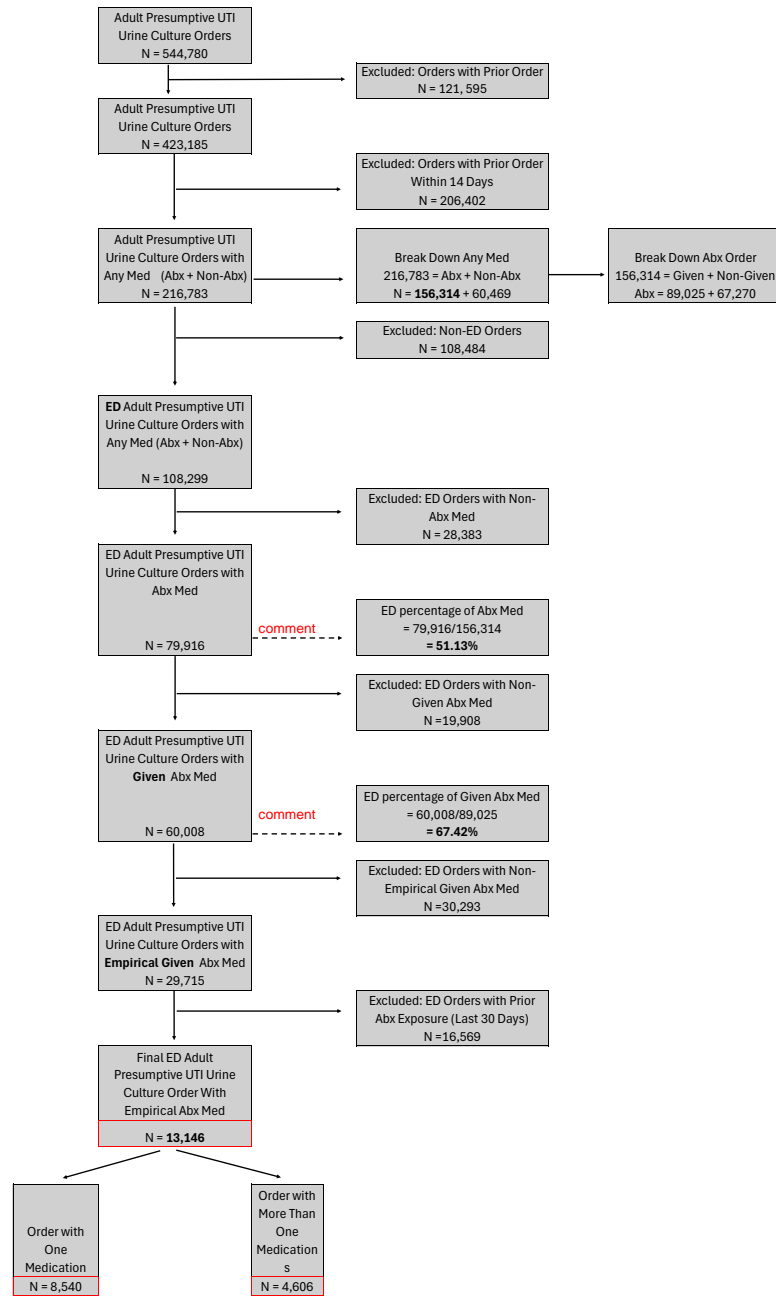 Adult Presumptive UTI
Urine Culture Orders
N = 544,780
Excluded: Orders with Prior Order
N = 121, 595
Adult Presumptive UTI
Urine Culture Orders
N = 423,185
Excluded: Orders with Prior Order
Within 14 Days
N = 206,402
Adult Presumptive UTI
Urine Culture Orders with
Any Med (Abx + Non-Abx)
N = 216,783
Break Down Any Med
216,783 = Abx + Non-Abx
N = 156,314 + 60,469
Break Down Abx Order
156,314 = Given + Non-Given
Abx = 89,025 + 67,270
Excluded: Non-ED Orders
N = 108,484
ED Adult Presumptive UTI
Urine Culture Orders with
Any Med (Abx + Non-Abx)
N = 108,299
Excluded: ED Orders with Non-
Abx Med
N = 28,383
ED Adult Presumptive UTI
Urine Culture Orders with
Abx Med
N = 79,916
comment
ED percentage of Abx Med
= 79,916/156,314
= 51.13%
Excluded: ED Orders with Non-
Given Abx Med
N =19,908
ED Adult Presumptive UTI
Urine Culture Orders with
Given Abx Med
N = 60,008
comment
ED percentage of Given Abx Med
= 60,008/89,025
= 67.42%
Excluded: ED Orders with Non-
Empirical Given Abx Med
N =30,293
ED Adult Presumptive UTI
Urine Culture Orders with
Empirical Given Abx Med
N = 29,715
Excluded: ED Orders with Prior
Abx Exposure (Last 30 Days)
N =16,569
Final ED Adult
Presumptive UTI Urine
Culture Order With
Empirical Abx Med
N = 13,146
Order with
One
Medication
N = 8,540
Order with
More Than
One
Medication
s
N = 4,606